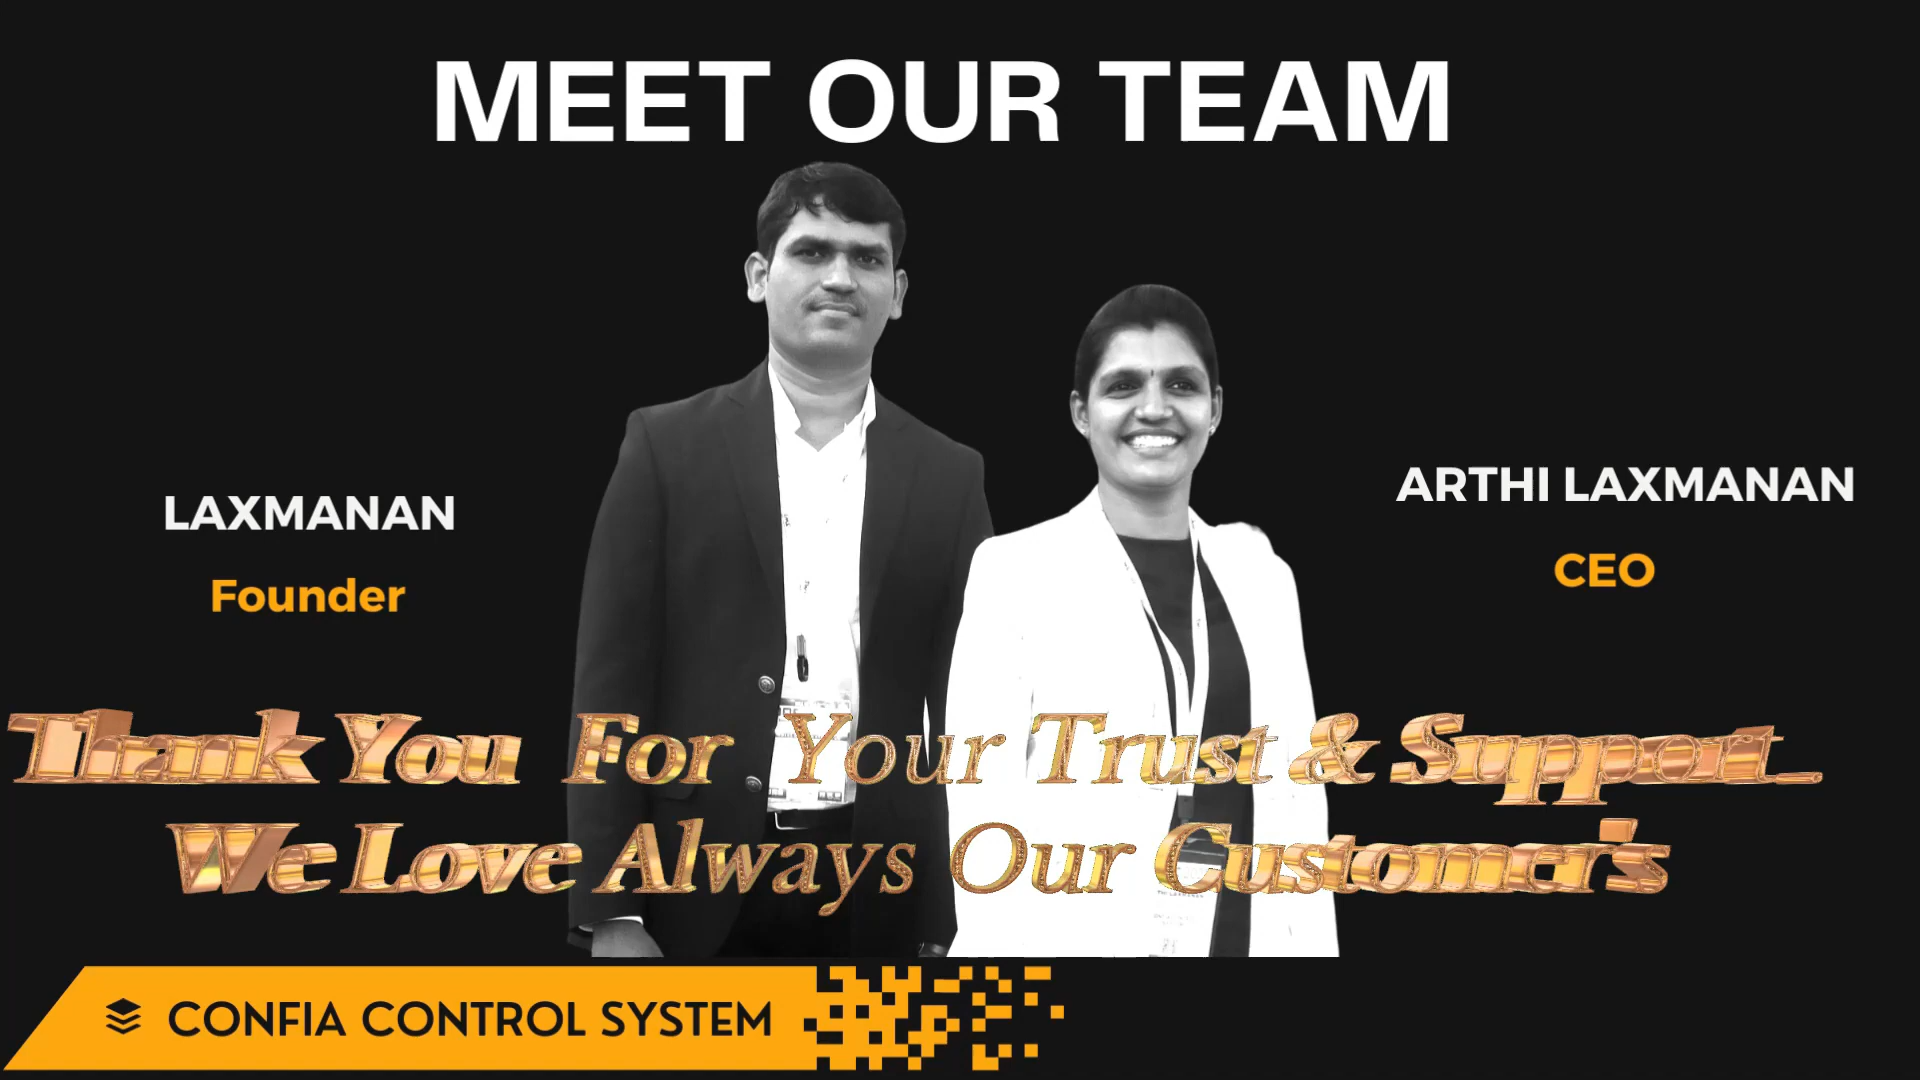 MEET OUR TEAM
LAXMANAN
Founder
ARTHI LAXMANAN
CEO
Thank You For Your Trust & Support_
We Love Always Our Customer's
CONFIA CONTROL SYSTEM